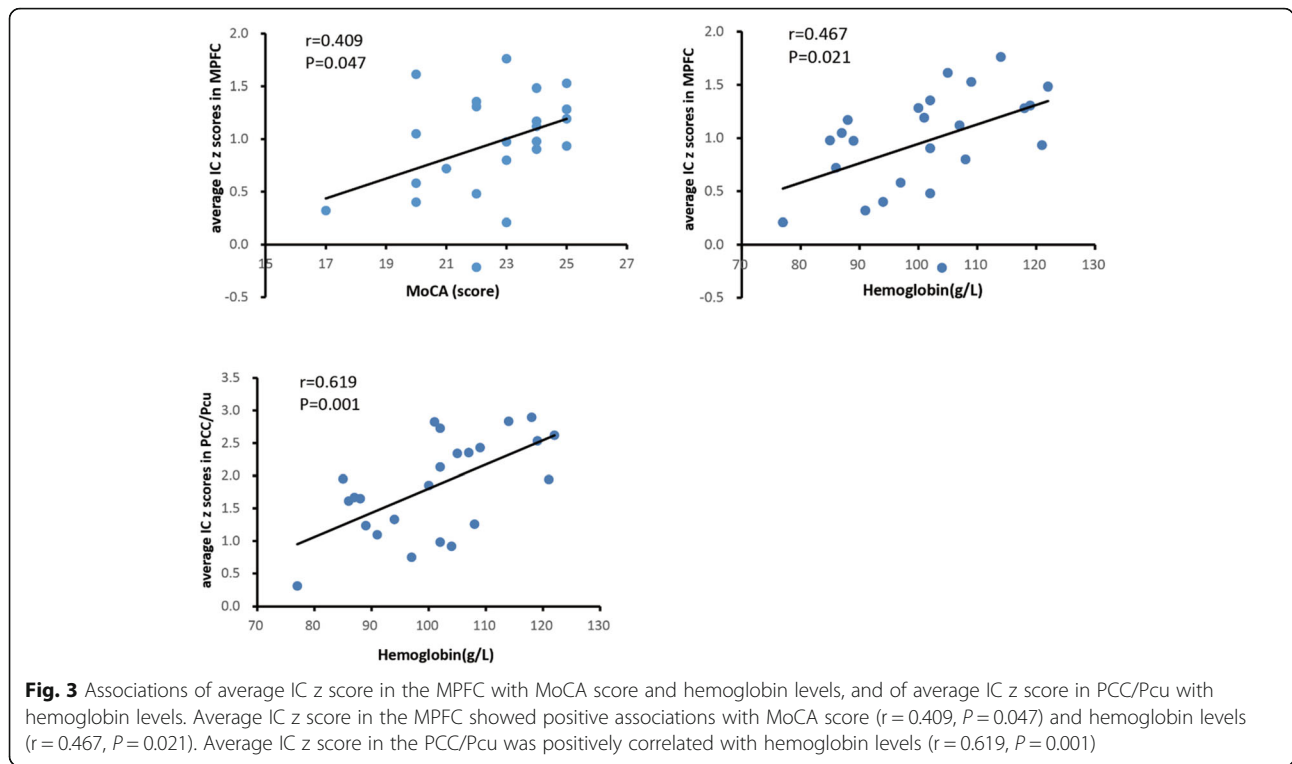 r=0.409
P=0.047
average IC z scores in MPFC
2.0
1.5
1.0
0.5
0.0
-0.5
15 17 19 21 23 25 27
MoCA (score)
r=0.467
P=0.021
average IC z scores in MPFC
2.0
1.5
1.0
0.5
0.0
-0.5
70 80 90 100 110 120 130
Hemoglobin(g/L)
r=0.619
P=0.001
average IC z scores in PCC/Pcu
3.5
3.0
2.5
2.0
1.5
1.0
0.5
0.0
70 80 90 100 110 120 130
Hemoglobin(g/L)
Fig. 3 Associations of average IC z score in the MPFC with MoCA score and hemoglobin levels, and of average IC z score in PCC/Pcu with
hemoglobin levels. Average IC z score in the MPFC showed positive associations with MoCA score (r = 0.409, P = 0.047) and hemoglobin levels
(r = 0.467, P = 0.021). Average IC z score in the PCC/Pcu was positively correlated with hemoglobin levels (r = 0.619, P = 0.001)